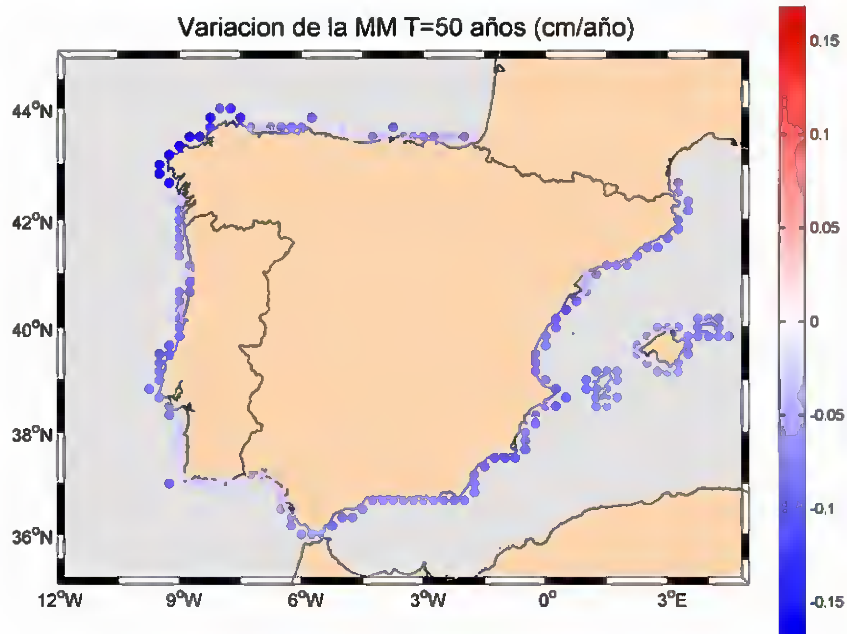 Variacion de la MM T=50 años (cm/año)
44°N
42°N
40°N
38°N
36°N
12°W 9°W 6°W 3°W 0° 3°E
0.15
0.1
0.05
0
-0.05
-0.1
-0.15